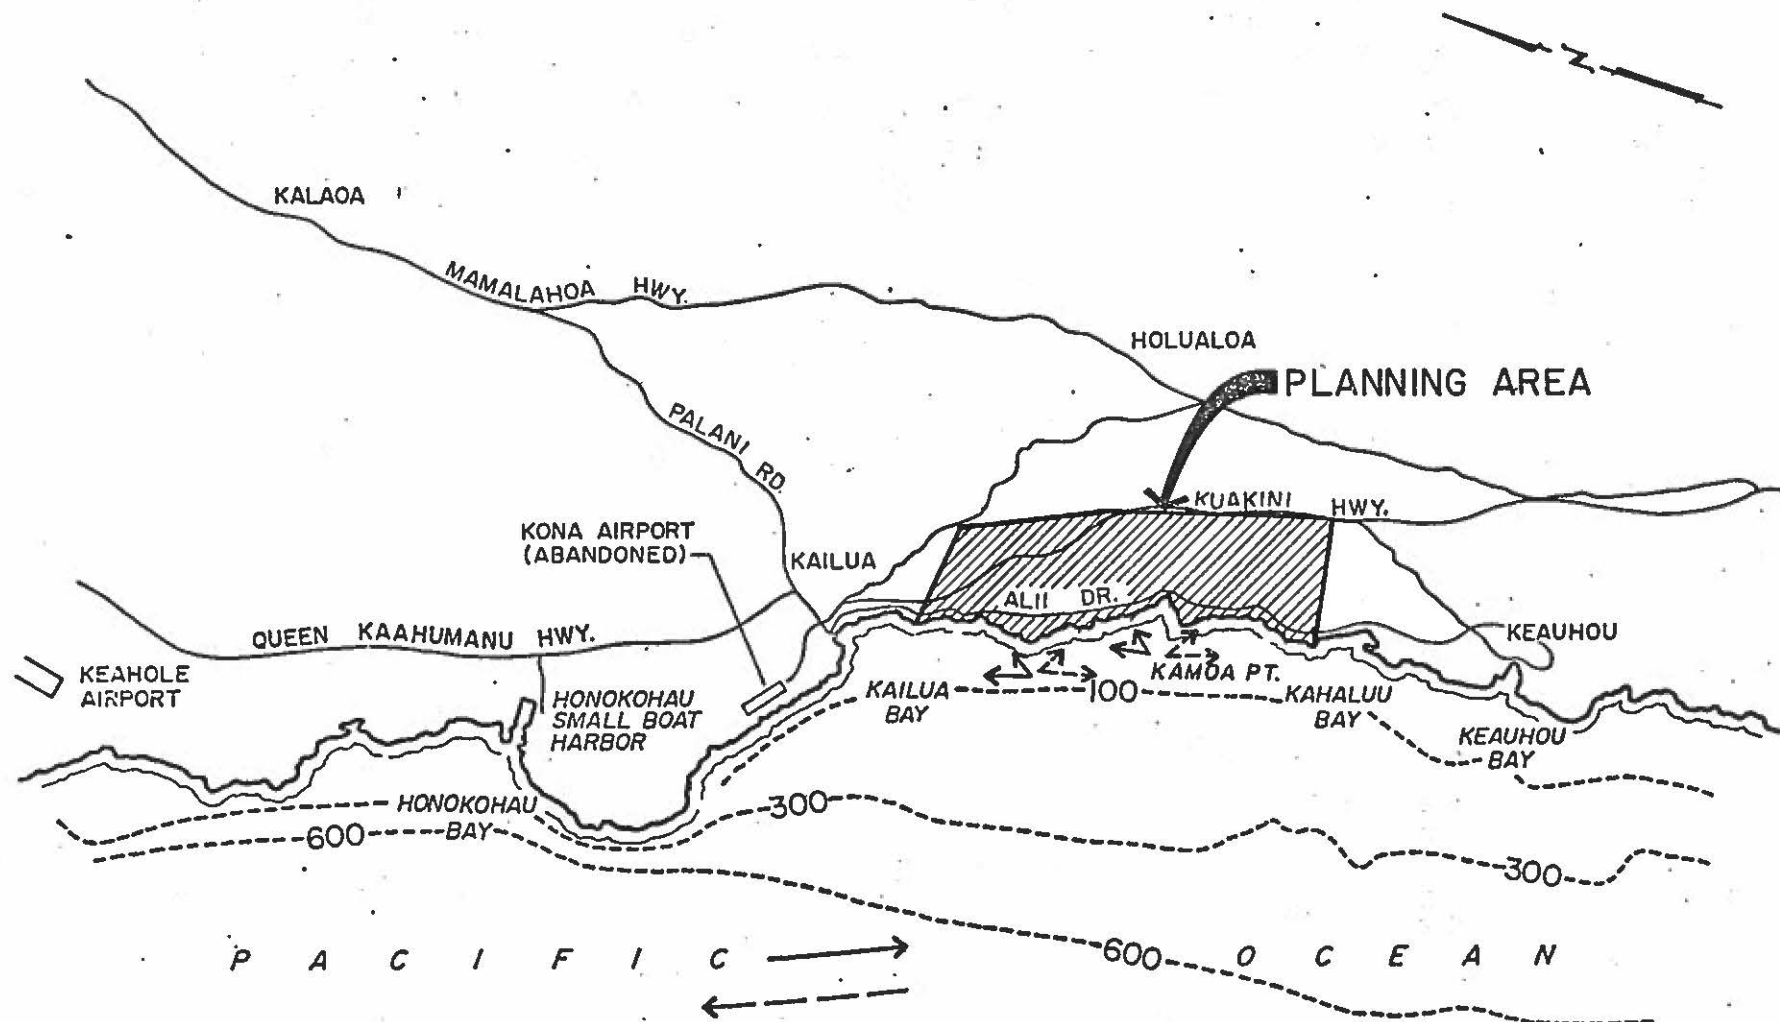 N
KALAOA
MAMALAHOA HWY.
HOLUALOA
PLANNING AREA
PALANI RD.
KUAKINI HWY.
KONA AIRPORT
(ABANDONED)
KAILUA
ALII DR.
QUEEN KAAHUMANU HWY.
KEAUHOU
KEAHOLE
AIRPORT
HONOKOHAU
SMALL BOAT
HARBOR
KAMOA PT.
KAILUA
BAY
100
KAHALUU
BAY
KEAUHOU
BAY
HONOKOHAU
BAY
300
600
300
PACIFIC OCEAN
600